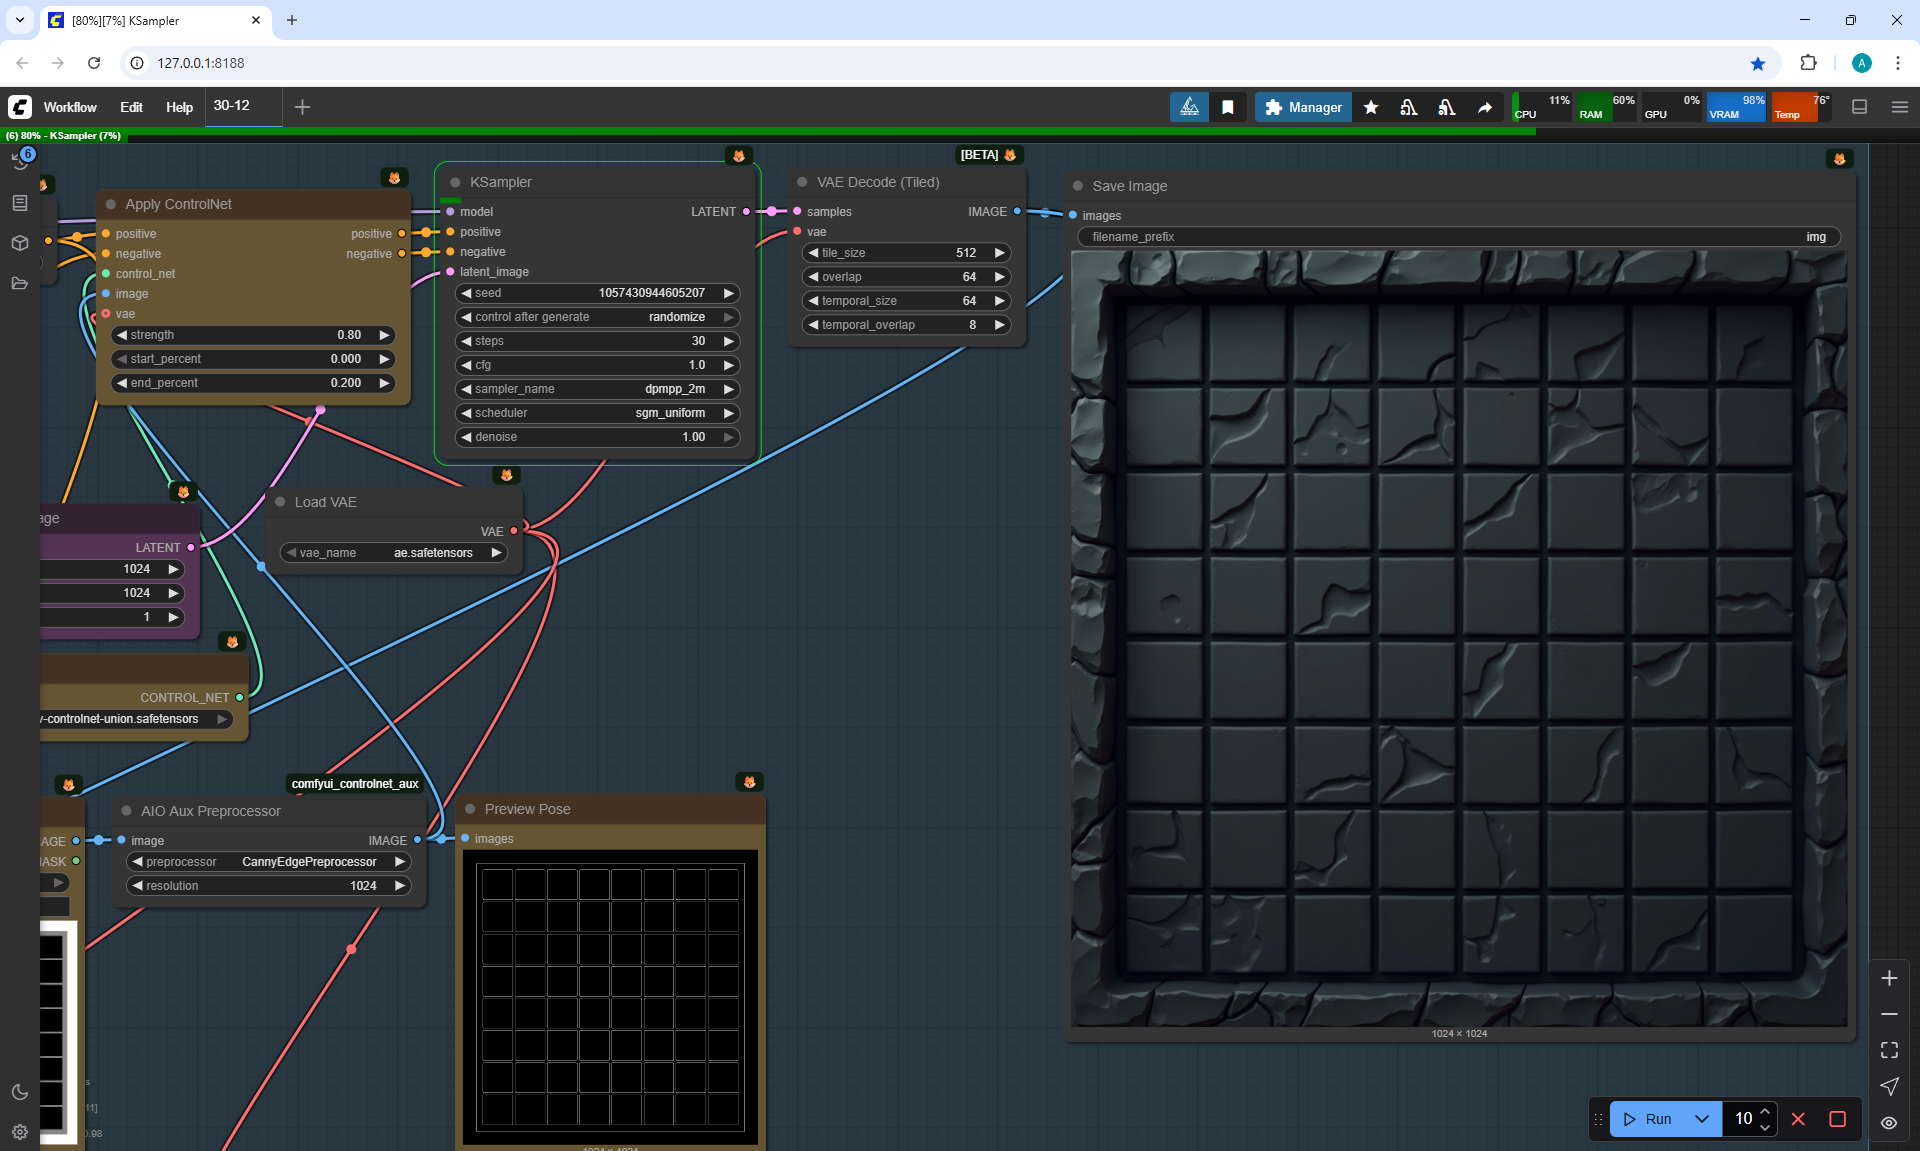 [80%][7%] KSampler
127.0.0.1:8188
A
Workflow
Edit
Help
30-12
Manager
11%
CPU
60%
RAM
0%
GPU
98%
VRAM
76°
Temp
(6) 80% - KSampler (7%)
6
Apply ControlNet
positive
positive
negative
negative
control_net
image
vae
strength 0.80
start_percent 0.000
end_percent 0.200
KSampler
model
LATENT
positive
negative
latent_image
seed 1057430944605207
control after generate randomize
steps 30
cfg 1.0
sampler_name dpmpp_2m
scheduler sgm_uniform
denoise 1.00
[BETA]
VAE Decode (Tiled)
samples
IMAGE
vae
tile_size 512
overlap 64
temporal_size 64
temporal_overlap 8
Save Image
images
filename_prefix img
1024 × 1024
Load VAE
VAE
vae_name ae.safetensors
age
LATENT
1024
1024
1
CONTROL_NET
-controlnet-union.safetensors
AGE
ASK
s
11]
0.98
comfyui_controlnet_aux
AIO Aux Preprocessor
image
IMAGE
preprocessor CannyEdgePreprocessor
resolution 1024
Preview Pose
images
Run
10